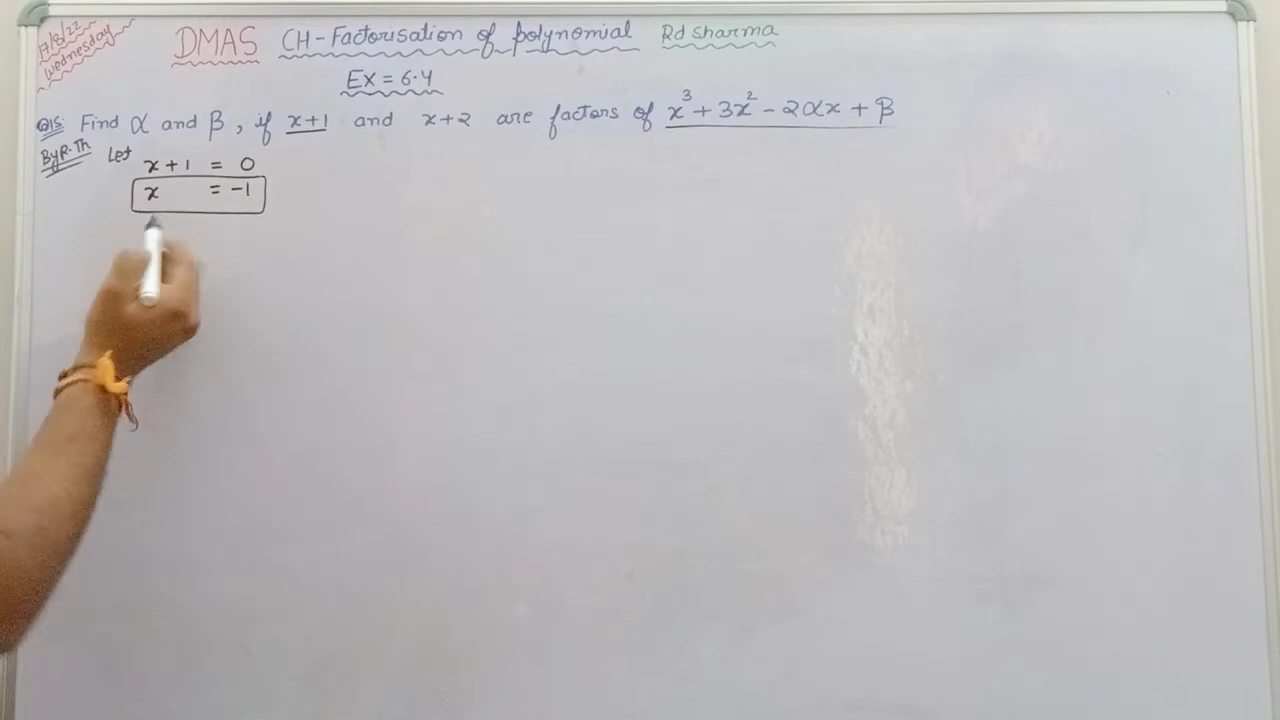 17/8/22
Wednesday
DMAS CH-Factorisation of polynomial Rd Sharma
Ex = 6.4
Q15: Find α and β, if x+1 and x+2 are factors of x³ + 3x² - 2αx + β
By R.Th Let x+1 = 0
x = -1